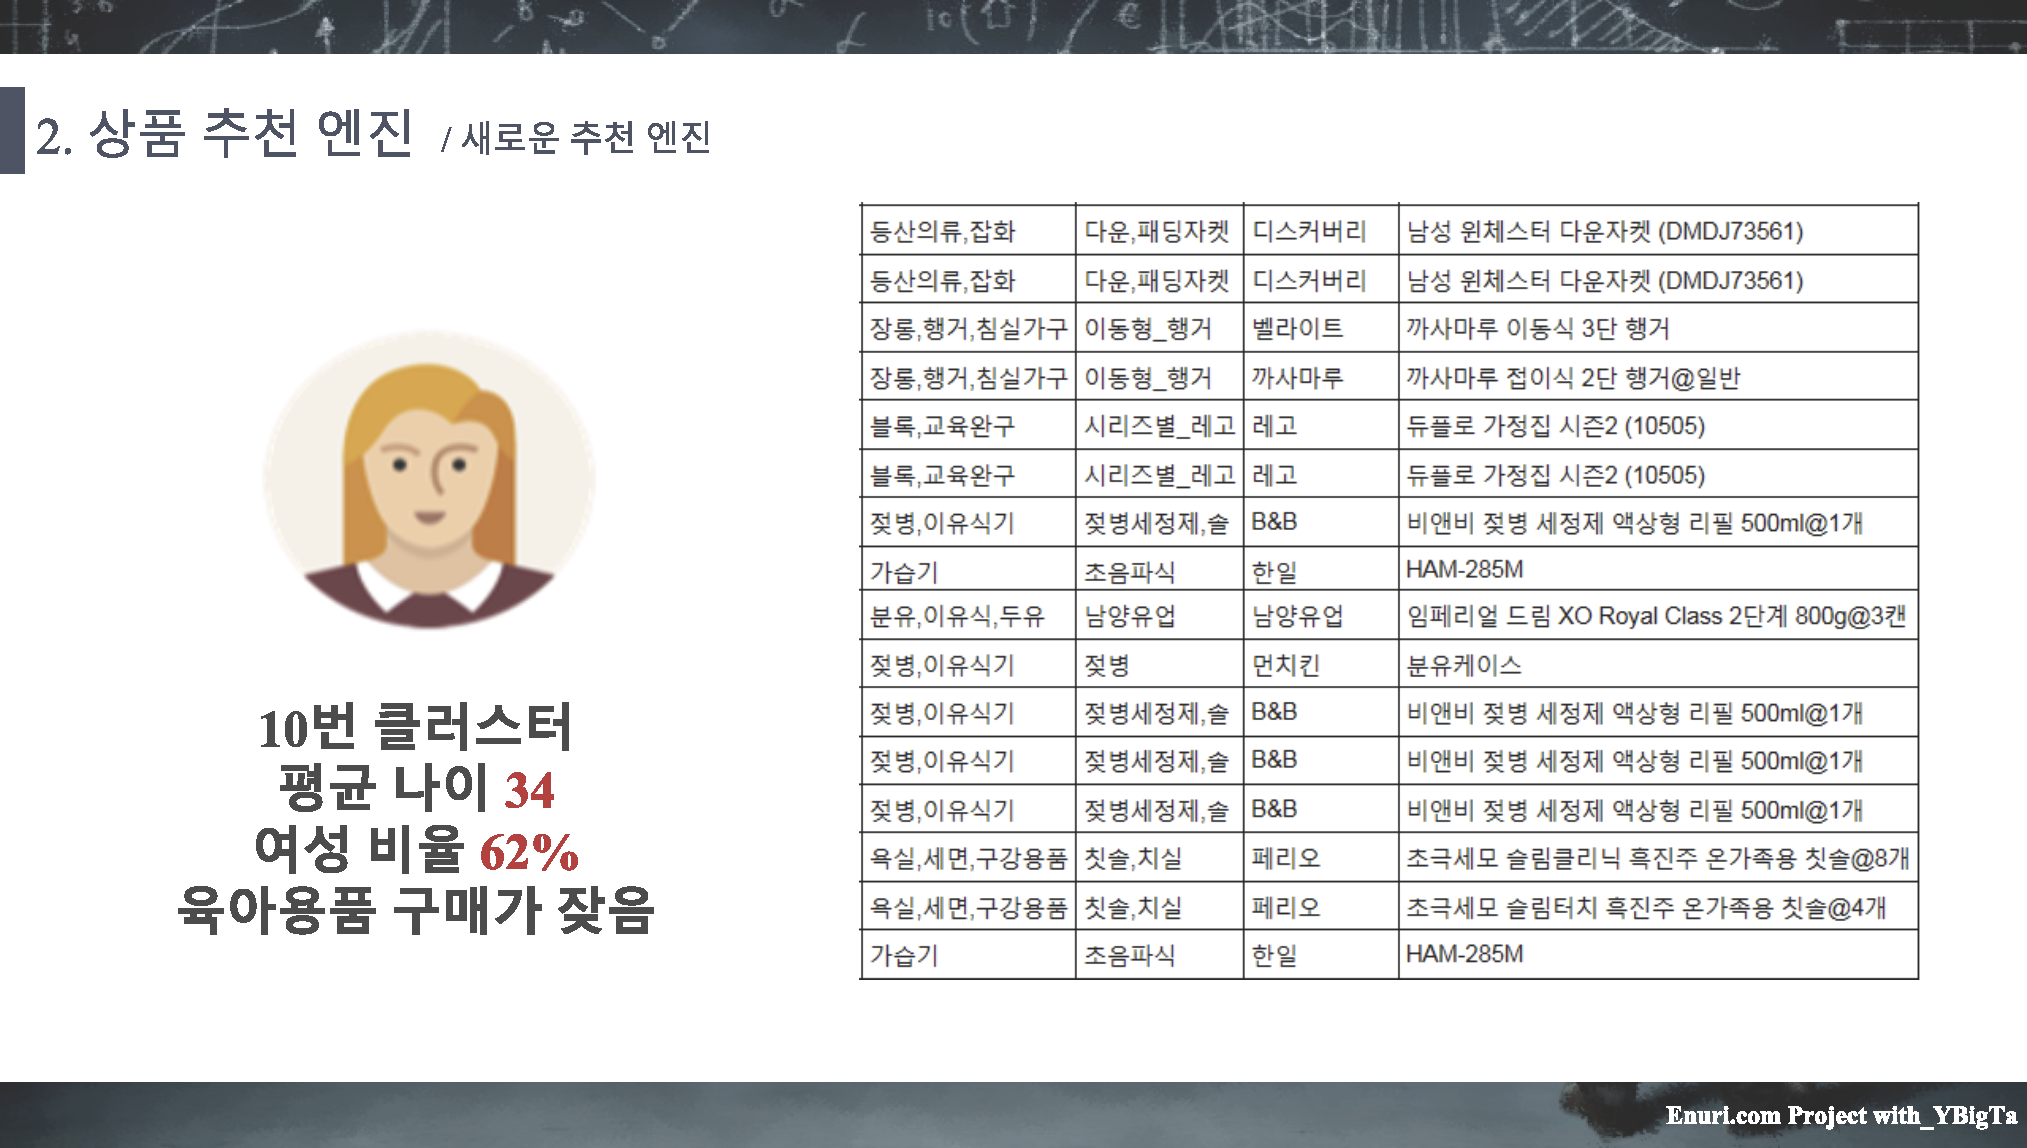 2. 상품 추천 엔진 / 새로운 추천 엔진
10번 클러스터
평균 나이 34
여성 비율 62%
육아용품 구매가 잦음
등산의류,잡화 다운,패딩자켓 디스커버리 남성 윈체스터 다운자켓 (DMDJ73561)
등산의류,잡화 다운,패딩자켓 디스커버리 남성 윈체스터 다운자켓 (DMDJ73561)
장롱,행거,침실가구 이동형_행거 벨라이트 까사마루 이동식 3단 행거
장롱,행거,침실가구 이동형_행거 까사마루 까사마루 접이식 2단 행거@일반
블록,교육완구 시리즈별_레고 레고 듀플로 가정집 시즌2 (10505)
블록,교육완구 시리즈별_레고 레고 듀플로 가정집 시즌2 (10505)
젖병,이유식기 젖병세정제,솔 B&B 비앤비 젖병 세정제 액상형 리필 500ml@1개
가습기 초음파식 한일 HAM-285M
분유,이유식,두유 남양유업 남양유업 임페리얼 드림 XO Royal Class 2단계 800g@3캔
젖병,이유식기 젖병 먼치킨 분유케이스
젖병,이유식기 젖병세정제,솔 B&B 비앤비 젖병 세정제 액상형 리필 500ml@1개
젖병,이유식기 젖병세정제,솔 B&B 비앤비 젖병 세정제 액상형 리필 500ml@1개
젖병,이유식기 젖병세정제,솔 B&B 비앤비 젖병 세정제 액상형 리필 500ml@1개
욕실,세면,구강용품 칫솔,치실 페리오 초극세모 슬림클리닉 흑진주 온가족용 칫솔@8개
욕실,세면,구강용품 칫솔,치실 페리오 초극세모 슬림터치 흑진주 온가족용 칫솔@4개
가습기 초음파식 한일 HAM-285M
Enuri.com Project with_YBigTa